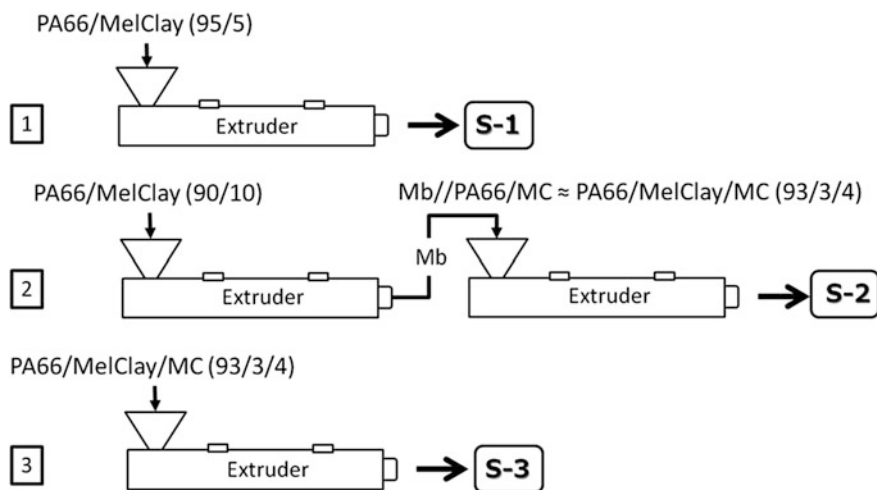 PA66/MelClay (95/5)
1
Extruder
S-1
PA66/MelClay (90/10)
Mb//PA66/MC ≈ PA66/MelClay/MC (93/3/4)
2
Extruder
Mb
Extruder
S-2
PA66/MelClay/MC (93/3/4)
3
Extruder
S-3